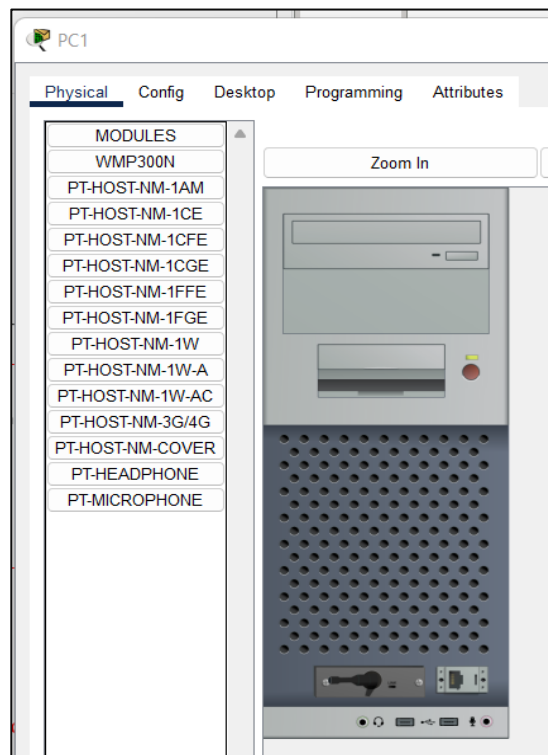 PC1
Physical Config Desktop Programming Attributes
MODULES
WMP300N
PT-HOST-NM-1AM
PT-HOST-NM-1CE
PT-HOST-NM-1CFE
PT-HOST-NM-1CGE
PT-HOST-NM-1FFE
PT-HOST-NM-1FGE
PT-HOST-NM-1W
PT-HOST-NM-1W-A
PT-HOST-NM-1W-AC
PT-HOST-NM-3G/4G
PT-HOST-NM-COVER
PT-HEADPHONE
PT-MICROPHONE
Zoom In